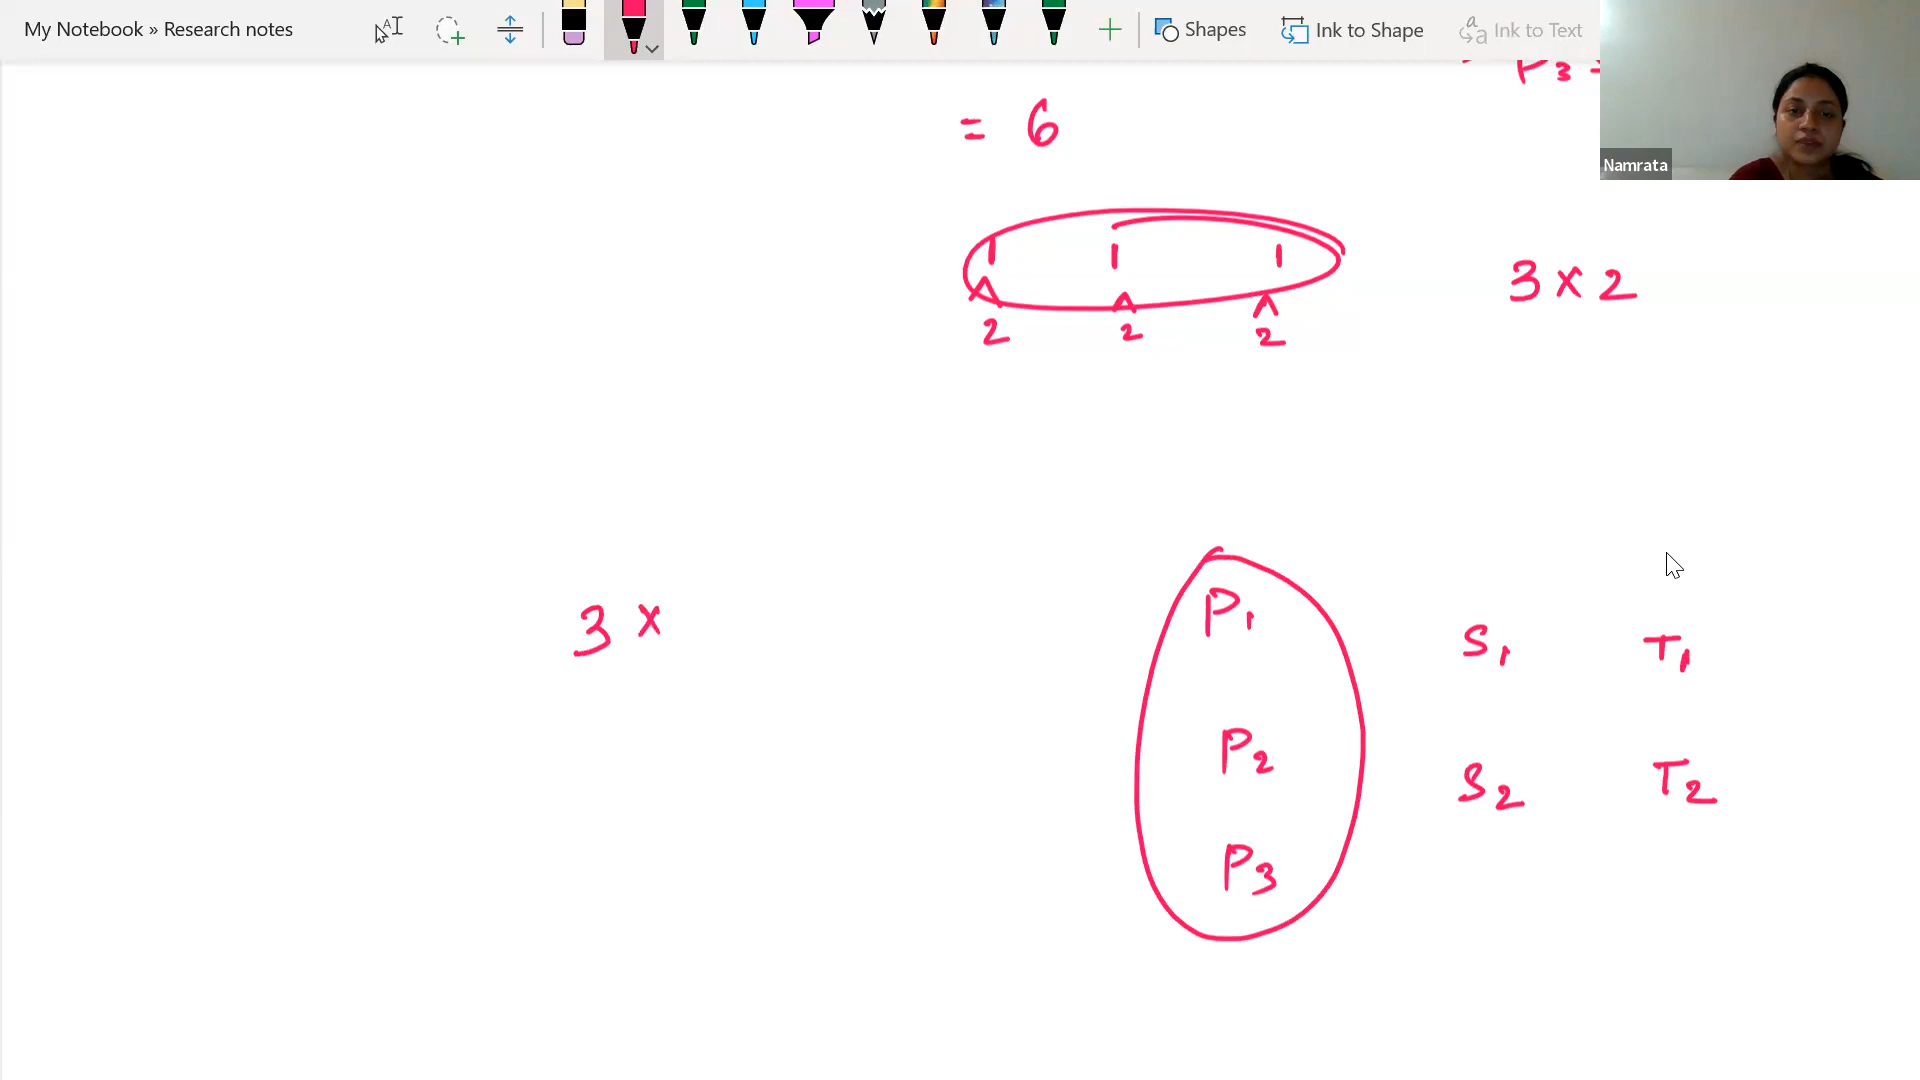 My Notebook » Research notes
Shapes
Ink to Shape
Ink to Text
Namrata
P3
= 6
1 1 1
2 2 2
3 × 2
3 ×
P1 S1 T1
P2 S2 T2
P3